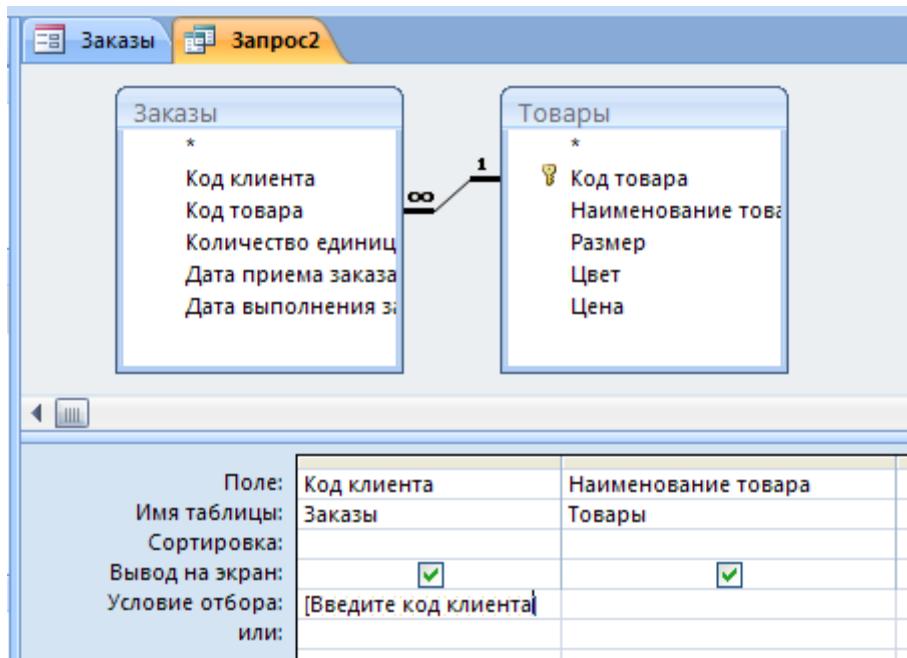 Заказы Запрос2
Заказы Товары
* *
Код клиента Код товара
1
Код товара Наименование това
∞
Количество единиц Размер
Дата приема заказа Цвет
Дата выполнения за Цена
Поле: Код клиента Наименование товара
Имя таблицы: Заказы Товары
Сортировка:
Вывод на экран:
Условие отбора: [Введите код клиента
или: